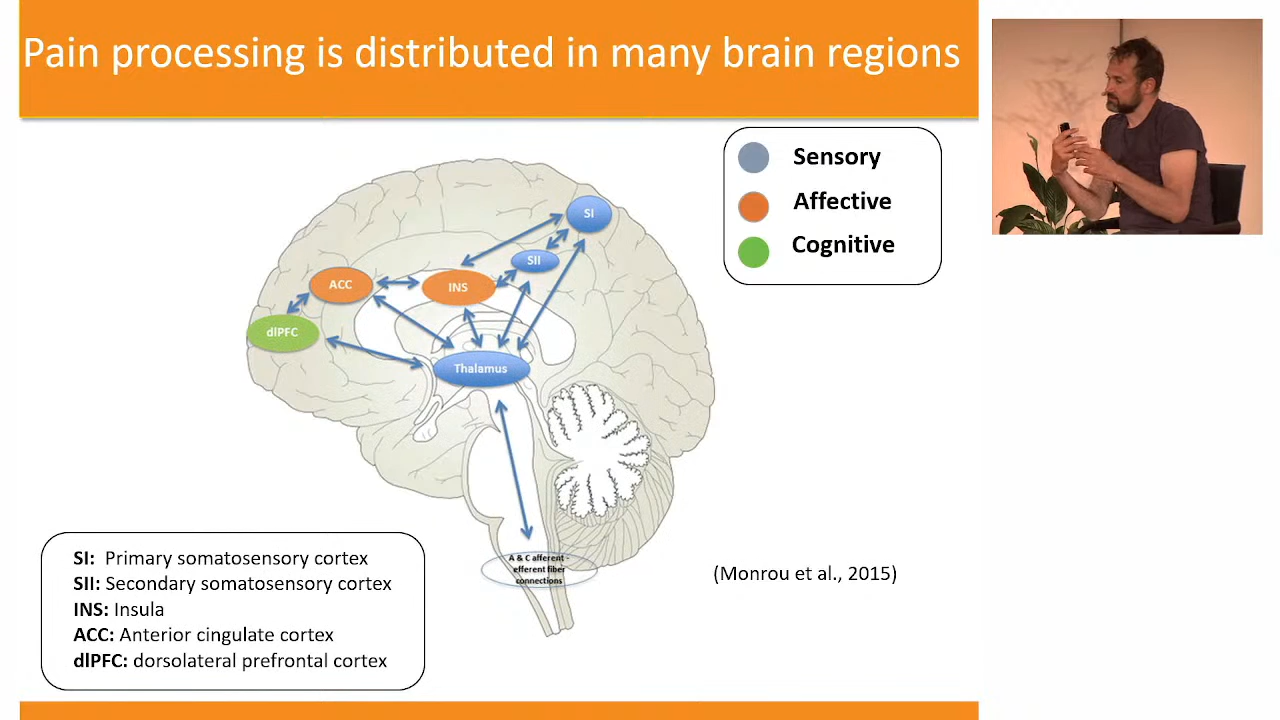 Pain processing is distributed in many brain regions
Sensory
Affective
Cognitive
SI
SII
ACC
INS
dlPFC
Thalamus
A & C afferent -
efferent fiber
connections
SI: Primary somatosensory cortex
SII: Secondary somatosensory cortex
INS: Insula
ACC: Anterior cingulate cortex
dlPFC: dorsolateral prefrontal cortex
(Monrou et al., 2015)